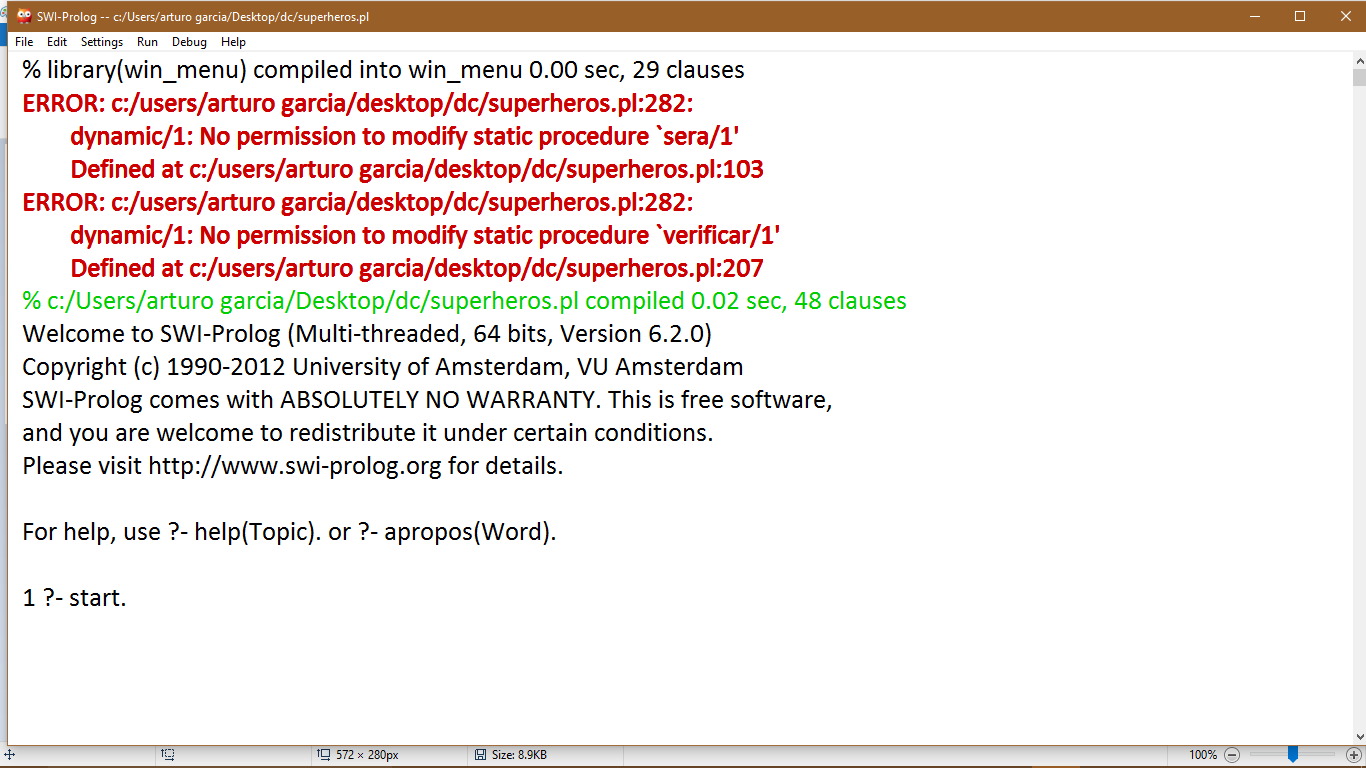 SWI-Prolog -- c:/Users/arturo garcia/Desktop/dc/superheros.pl
File Edit Settings Run Debug Help
% library(win_menu) compiled into win_menu 0.00 sec, 29 clauses
ERROR: c:/users/arturo garcia/desktop/dc/superheros.pl:282:
dynamic/1: No permission to modify static procedure `sera/1'
Defined at c:/users/arturo garcia/desktop/dc/superheros.pl:103
ERROR: c:/users/arturo garcia/desktop/dc/superheros.pl:282:
dynamic/1: No permission to modify static procedure `verificar/1'
Defined at c:/users/arturo garcia/desktop/dc/superheros.pl:207
% c:/Users/arturo garcia/Desktop/dc/superheros.pl compiled 0.02 sec, 48 clauses
Welcome to SWI-Prolog (Multi-threaded, 64 bits, Version 6.2.0)
Copyright (c) 1990-2012 University of Amsterdam, VU Amsterdam
SWI-Prolog comes with ABSOLUTELY NO WARRANTY. This is free software,
and you are welcome to redistribute it under certain conditions.
Please visit http://www.swi-prolog.org for details.
For help, use ?- help(Topic). or ?- apropos(Word).
1 ?- start.
572 × 280px Size: 8.9KB 100%